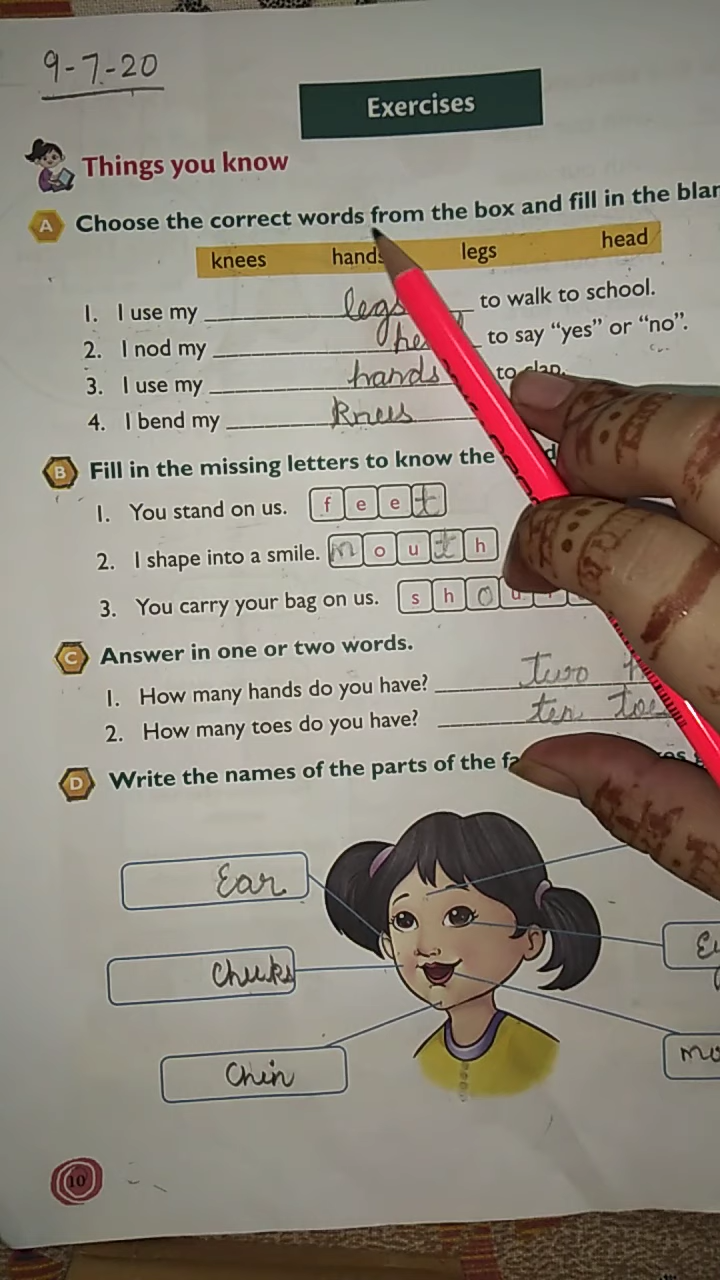 9-7-20
Exercises
Things you know
A Choose the correct words from the box and fill in the
knees hands legs head
1. I use my legs to walk to school.
2. I nod my to say “yes” or “no”.
3. I use my hands to clap.
4. I bend my Knees
B Fill in the missing letters to know the
1. You stand on us. feet
2. I shape into a smile. mouth
3. You carry your bag on us. s h o u
C Answer in one or two words.
1. How many hands do you have? two
2. How many toes do you have? ten
D Write the names of the parts of the
Ear
Chuks
Chin
10